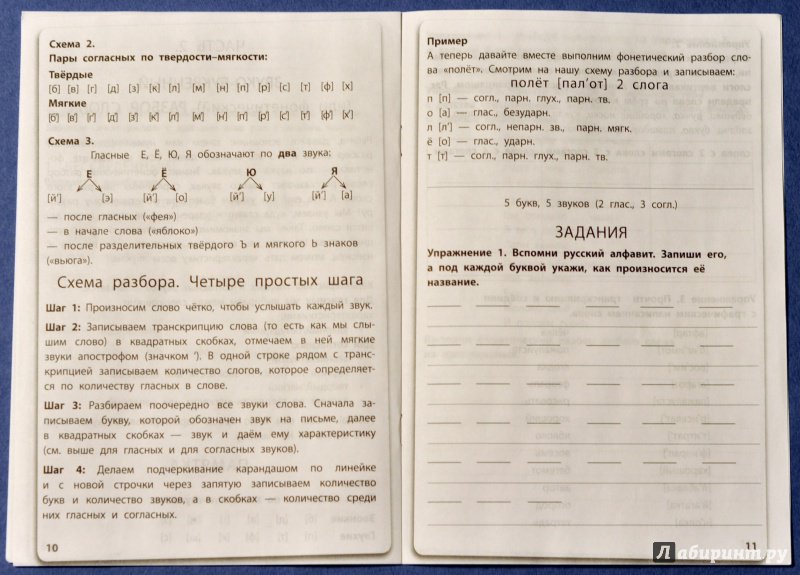 Схема 2.
Пары согласных по твердости–мягкости:
Твёрдые
[б] [в] [г] [д] [з] [к] [л] [м] [н] [п] [р] [с] [т] [ф] [х]
Мягкие
[б'] [в'] [г'] [д'] [з'] [к'] [л'] [м'] [н'] [п'] [р'] [с'] [т'] [ф'] [х']
Схема 3.
Гласные Е, Ё, Ю, Я обозначают по два звука:
Е Ё Ю Я
[й'] [э] [й'] [о] [й'] [у] [й'] [а]
— после гласных («фея»)
— в начале слова («яблоко»)
— после разделительных твёрдого Ъ и мягкого Ь знаков
(«вьюга»).
Схема разбора. Четыре простых шага
Шаг 1: Произносим слово чётко, чтобы услышать каждый звук.
Шаг 2: Записываем транскрипцию слова (то есть как мы слы-
шим слово) в квадратных скобках, отмечаем в ней мягкие
звуки апострофом (значком '). В одной строке рядом с транс-
крипцией записываем количество слогов, которое определяет-
ся по количеству гласных в слове.
Шаг 3: Разбираем поочередно все звуки слова. Сначала за-
писываем букву, которой обозначен звук на письме, далее
в квадратных скобках — звук и даём ему характеристику
(см. выше для гласных и для согласных звуков).
Шаг 4: Делаем подчеркивание карандашом по линейке
и с новой строчки через запятую записываем количество
букв и количество звуков, а в скобках — количество среди
них гласных и согласных.
10
Пример
А теперь давайте вместе выполним фонетический разбор сло-
ва «полёт». Смотрим на нашу схему разбора и записываем:
полёт [пал'от] 2 слога
п [п] — согл., парн. глух., парн. тв.
о [а] — глас., безударн.
л [л'] — согл., непарн. зв., парн. мягк.
ё [о] — глас., ударн.
т [т] — согл., парн. глух., парн. тв.
5 букв, 5 звуков (2 глас., 3 согл.)
ЗАДАНИЯ
Упражнение 1. Вспомни русский алфавит. Запиши его,
а под каждой буквой укажи, как произносится её
название.
11
Лабиринт.ру